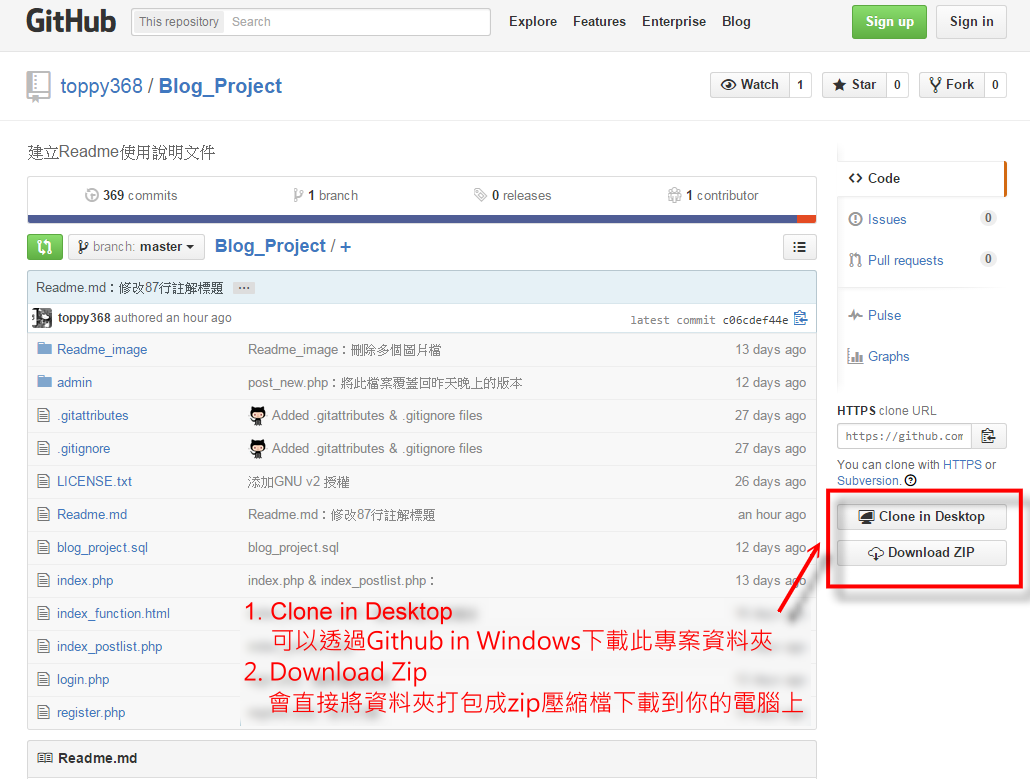 GitHub This repository Search Explore Features Enterprise Blog Sign up Sign in
toppy368 / Blog_Project Watch 1 Star 0 Fork 0
建立Readme使用說明文件
369 commits 1 branch 0 releases 1 contributor
branch: master Blog_Project / +
Readme.md：修改87行註解標題 ...
toppy368 authored an hour ago latest commit c06cdef44e
Readme_image Readme_image：刪除多個圖片檔 13 days ago
admin post_new.php：將此檔案覆蓋回昨天晚上的版本 12 days ago
.gitattributes Added .gitattributes & .gitignore files 27 days ago
.gitignore Added .gitattributes & .gitignore files 27 days ago
LICENSE.txt 添加GNU v2 授權 26 days ago
Readme.md Readme.md：修改87行註解標題 an hour ago
blog_project.sql blog_project.sql 12 days ago
index.php index.php & index_postlist.php： 13 days ago
index_function.html
index_postlist.php
login.php
register.php
1. Clone in Desktop
可以透過Github in Windows下載此專案資料夾
2. Download Zip
會直接將資料夾打包成zip壓縮檔下載到你的電腦上
Readme.md
Code
Issues 0
Pull requests 0
Pulse
Graphs
HTTPS clone URL
https://github.com
You can clone with HTTPS or
Subversion. ?
Clone in Desktop
Download ZIP